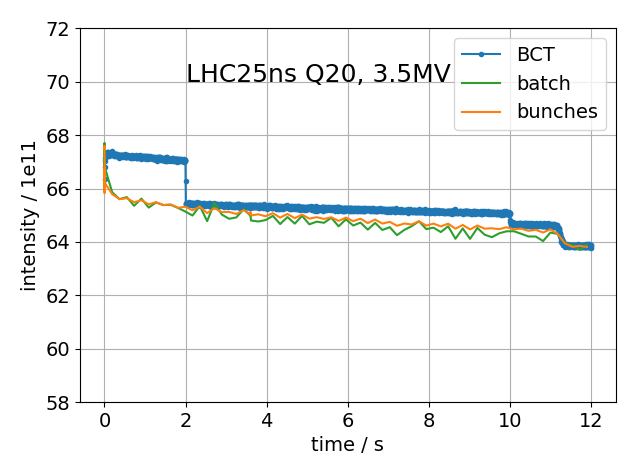 LHC25ns Q20, 3.5MV
BCT
batch
bunches
intensity / 1e11
72
70
68
66
64
62
60
58
0 2 4 6 8 10 12
time / s